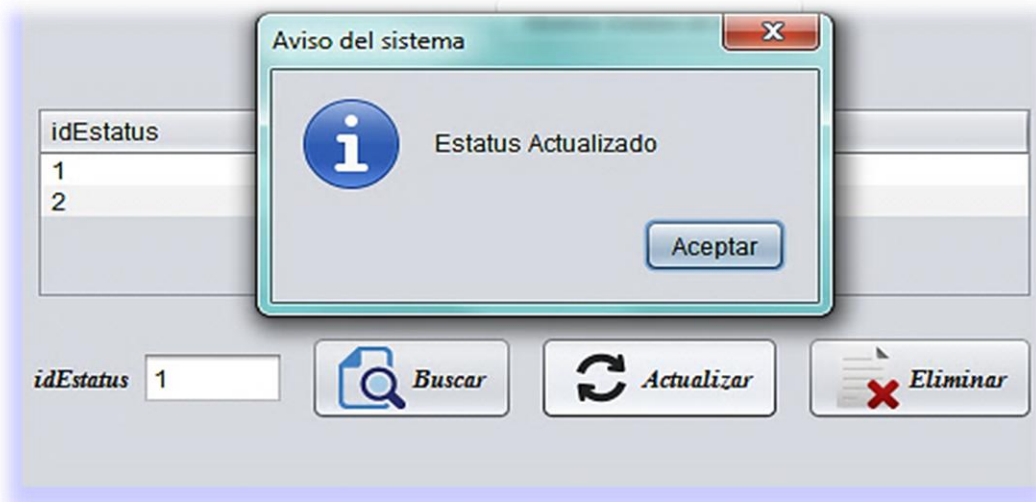 Aviso del sistema
idEstatus
Estatus Actualizado
1
2
Aceptar
idEstatus 1 Buscar Actualizar Eliminar